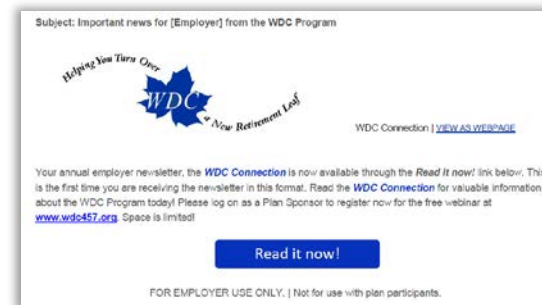 Subject: Important news for [Employer] from the WDC Program
Helping You Turn Over
WDC
a New Retirement Leaf
WDC Connection | VIEW AS WEBPAGE
Your annual employer newsletter, the WDC Connection is now available through the Read it now! link below. This
is the first time you are receiving the newsletter in this format. Read the WDC Connection for valuable information
about the WDC Program today! Please log on as a Plan Sponsor to register now for the free webinar at
www.wdc457.org. Space is limited!
Read it now!
FOR EMPLOYER USE ONLY. | Not for use with plan participants.